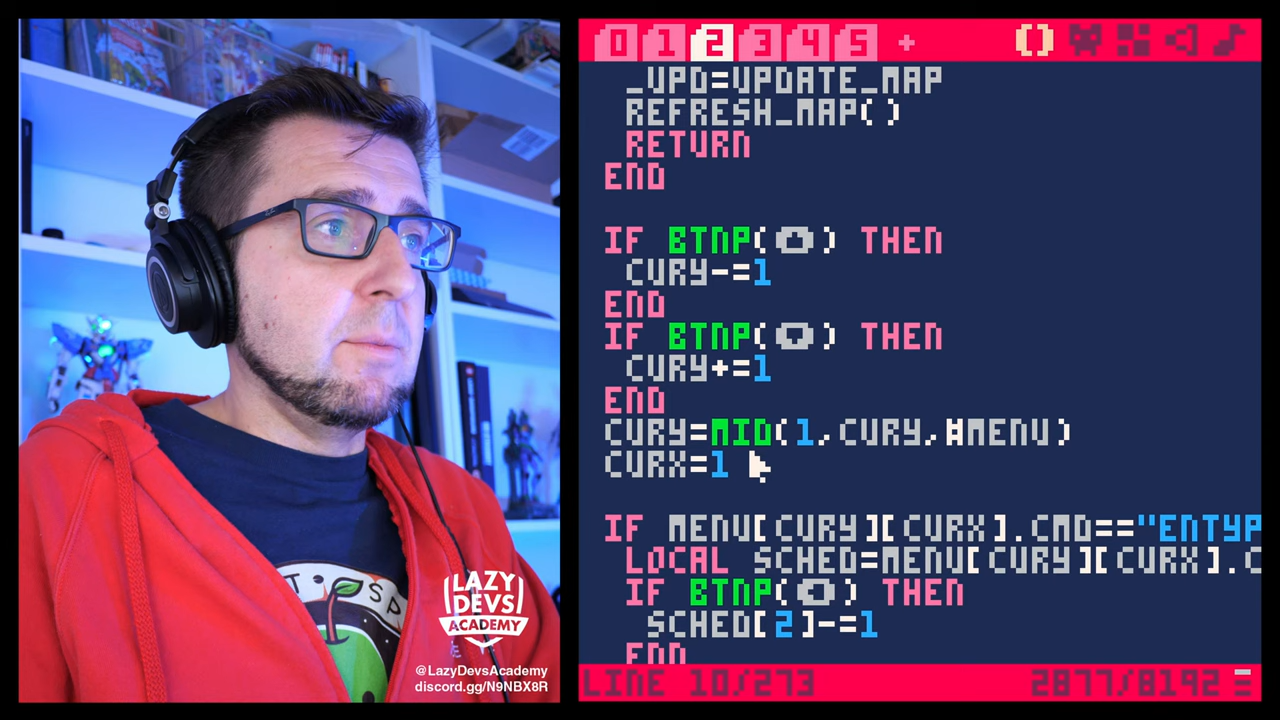 LAZY
DEVS
ACADEMY
@LazyDevsAcademy
discord.gg/N9NBX8R
0 1 2 3 4 5 +
_UPD=UPDATE_MAP
REFRESH_MAP()
RETURN
END
IF BTNP(⬆️) THEN
CURY-=1
END
IF BTNP(⬇️) THEN
CURY+=1
END
CURY=MID(1,CURY,#MENU)
CURX=1
IF MENU[CURY][CURX].CMD=="ENTYP
LOCAL SCHED=MENU[CURY][CURX].C
IF BTNP(⬅️) THEN
SCHED[2]-=1
END
LINE 10/273
2877/8192